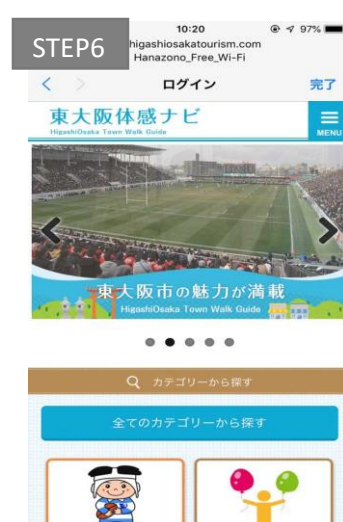 STEP6
10:20
97%
higashiosakatourism.com
Hanazono_Free_Wi-Fi
ログイン
完了
東大阪体感ナビ
HigashiOsaka Town Walk Guide
MENU
東大阪市の魅力が満載
HigashiOsaka Town Walk Guide
カテゴリーから探す
全てのカテゴリーから探す